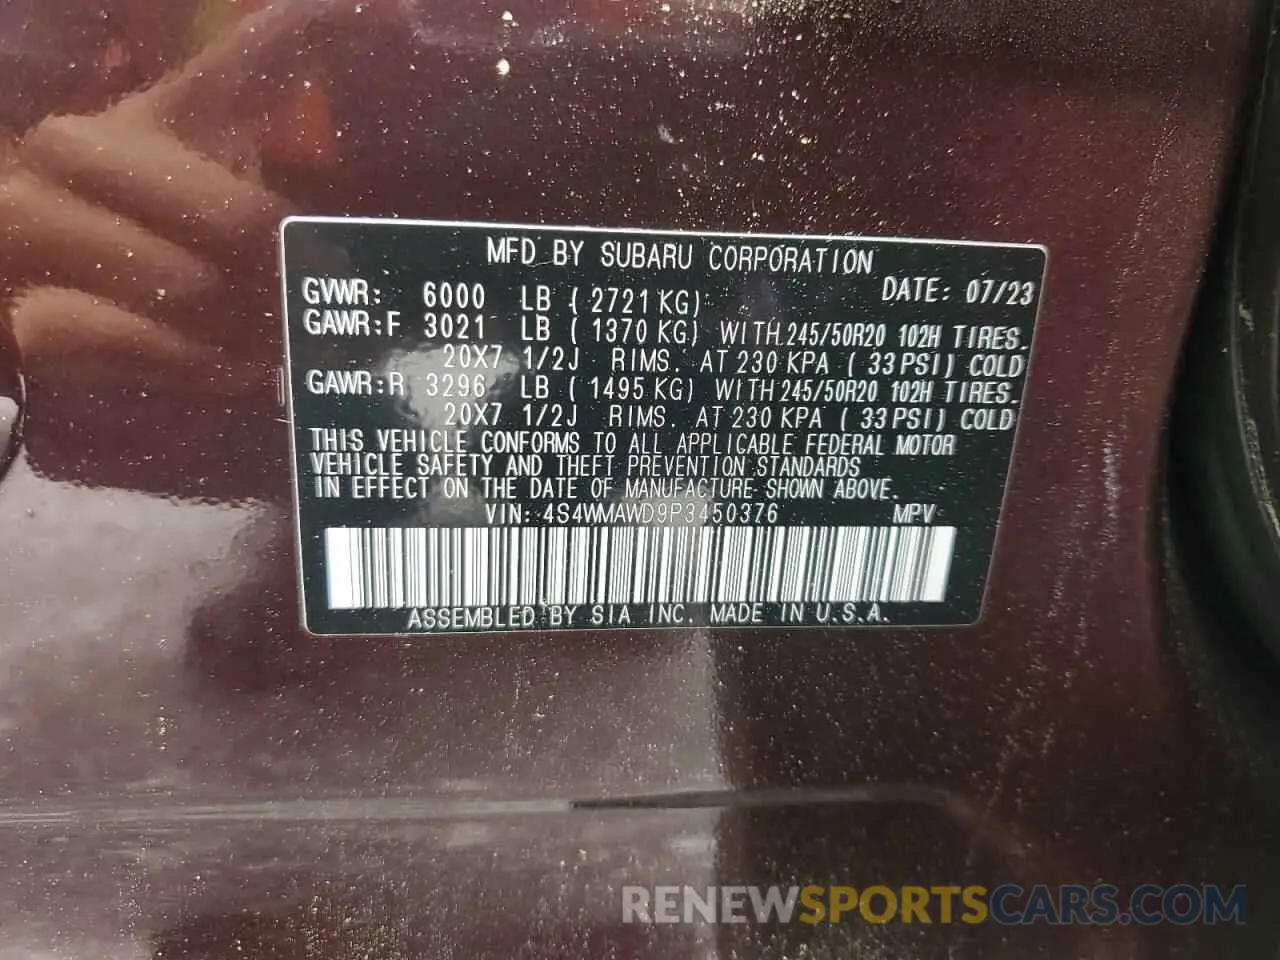 MFD BY SUBARU CORPORATION
GVWR: 6000 LB ( 2721 KG) DATE: 07/23
GAWR:F 3021 LB ( 1370 KG) WITH 245/50R20 102H TIRES.
20X7 1/2J RIMS. AT 230 KPA ( 33 PSI) COLD
GAWR:R 3296 LB ( 1495 KG) WITH 245/50R20 102H TIRES.
20X7 1/2J RIMS. AT 230 KPA ( 33 PSI) COLD
THIS VEHICLE CONFORMS TO ALL APPLICABLE FEDERAL MOTOR
VEHICLE SAFETY AND THEFT PREVENTION STANDARDS
IN EFFECT ON THE DATE OF MANUFACTURE SHOWN ABOVE.
VIN: 4S4WMAWD9P3450376 MPV
ASSEMBLED BY SIA INC. MADE IN U.S.A.
RENEWSPORTSCARS.COM